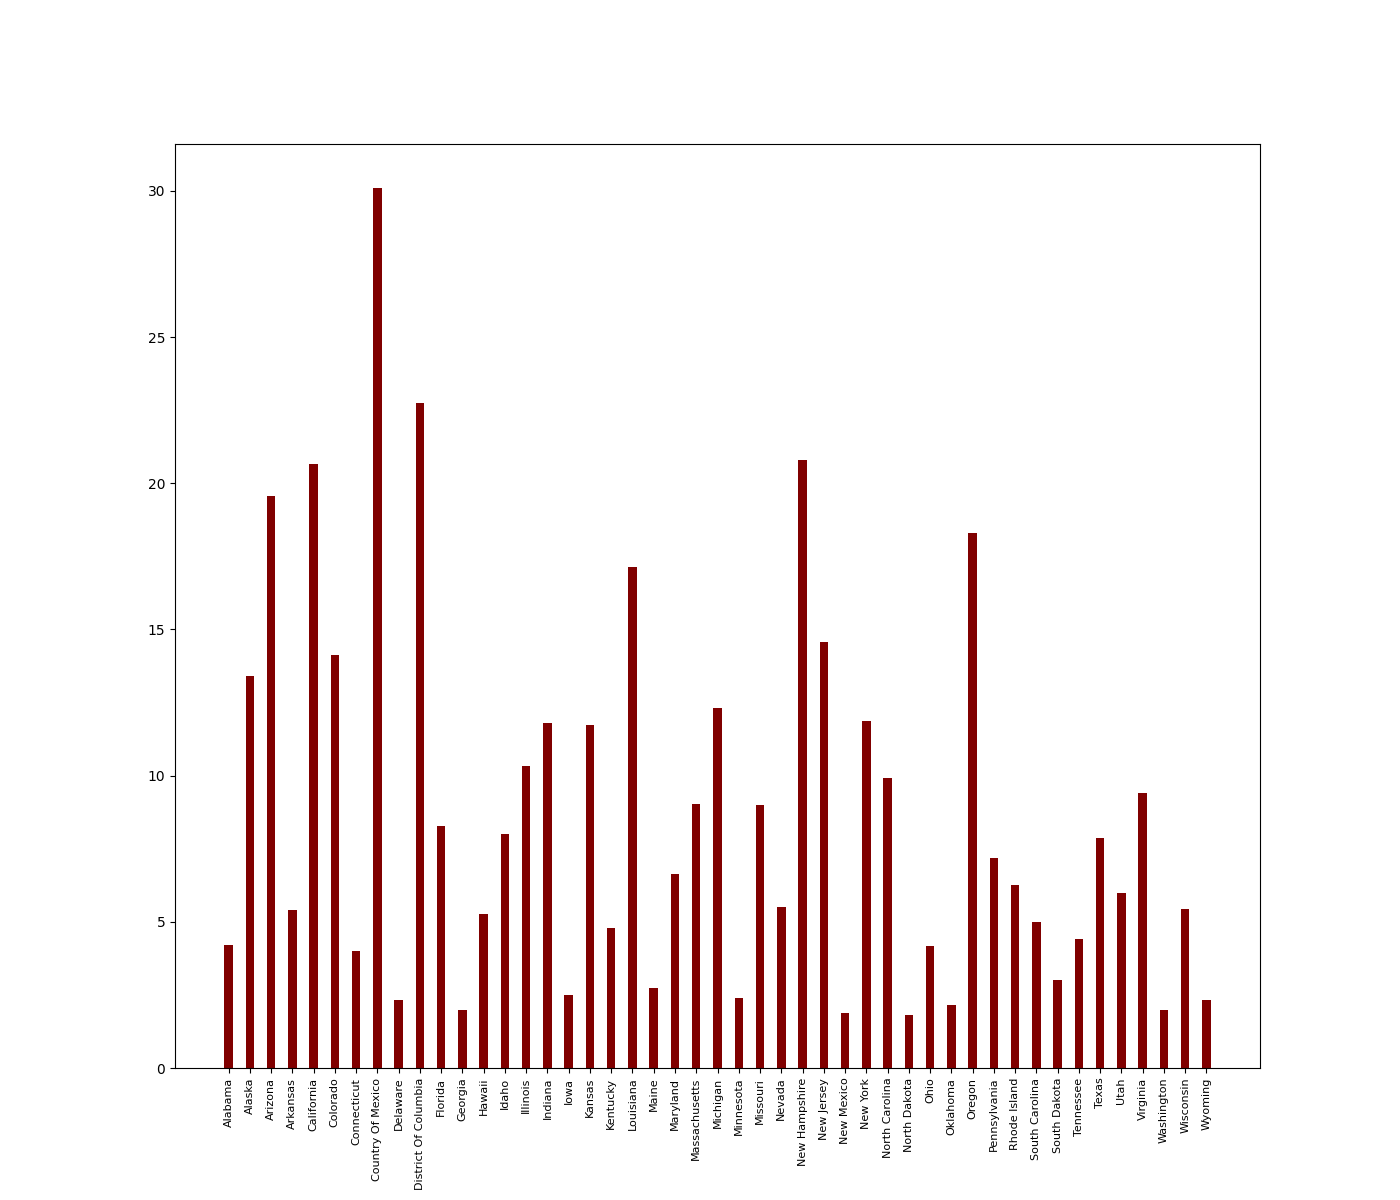 30
25
20
15
10
5
0
Alabama
Alaska
Arizona
Arkansas
California
Colorado
Connecticut
Country Of Mexico
Delaware
District Of Columbia
Florida
Georgia
Hawaii
Idaho
Illinois
Indiana
Iowa
Kansas
Kentucky
Louisiana
Maine
Maryland
Massachusetts
Michigan
Minnesota
Missouri
Nevada
New Hampshire
New Jersey
New Mexico
New York
North Carolina
North Dakota
Ohio
Oklahoma
Oregon
Pennsylvania
Rhode Island
South Carolina
South Dakota
Tennessee
Texas
Utah
Virginia
Washington
Wisconsin
Wyoming